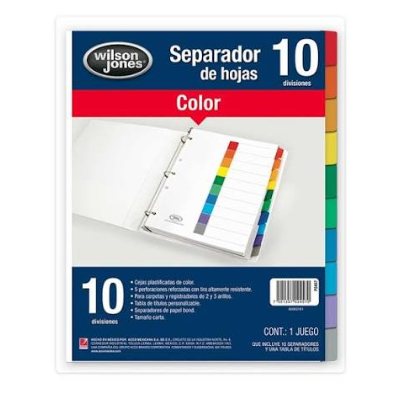 wilson
jones®
Separador
de hojas
10
divisiones
Color
10
divisiones
• Cejas plastificadas de color.
• 5 perforaciones reforzadas con tira altamente resistente.
• Para carpetas y registradores de 2 y 3 anillos.
• Tabla de títulos personalizable.
• Separadores de papel bond.
• Tamaño carta.
CONT.: 1 JUEGO
QUE INCLUYE 10 SEPARADORES
Y UNA TABLA DE TÍTULOS